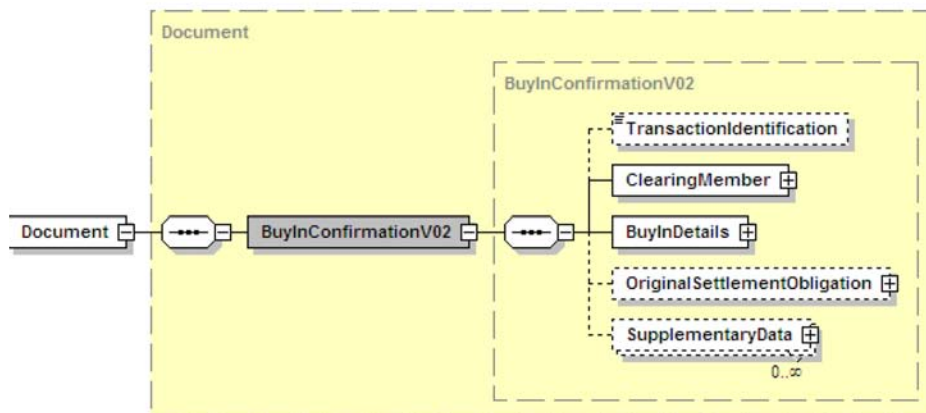 Document
BuyInConfirmationV02
TransactionIdentification
ClearingMember
Document
BuyInConfirmationV02
BuyInDetails
OriginalSettlementObligation
SupplementaryData
0..∞